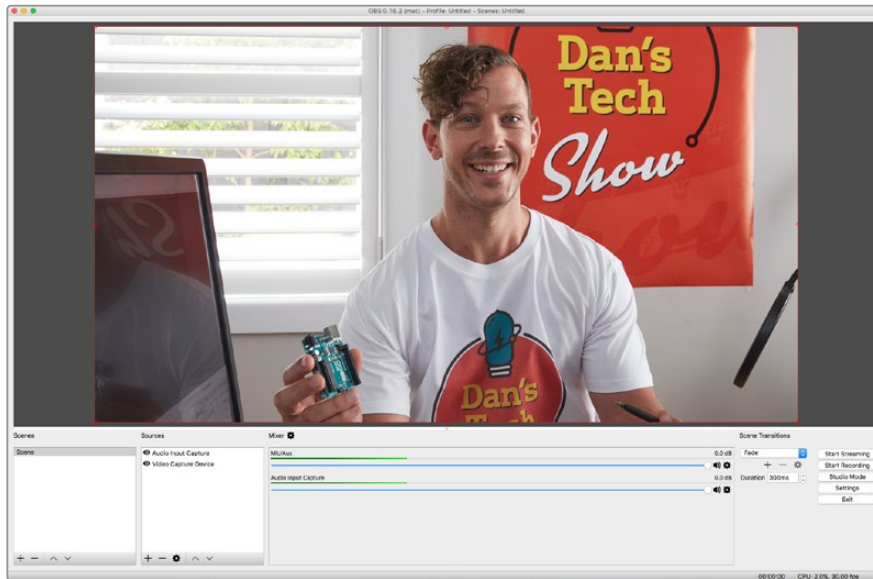 OBS 0.16.2 (mac) - Profile: Untitled - Scenes: Untitled
Dan's
Tech
Show
Dan's
Tech
Scenes
Sources
Mixer
Scene Transitions
Scene
Audio Input Capture
Video Capture Device
Mic/Aux
0.0 dB
Audio Input Capture
0.0 dB
Fade
Duration
300ms
Start Streaming
Start Recording
Studio Mode
Settings
Exit
00:00:00
CPU: 2.0%, 30.00 fps